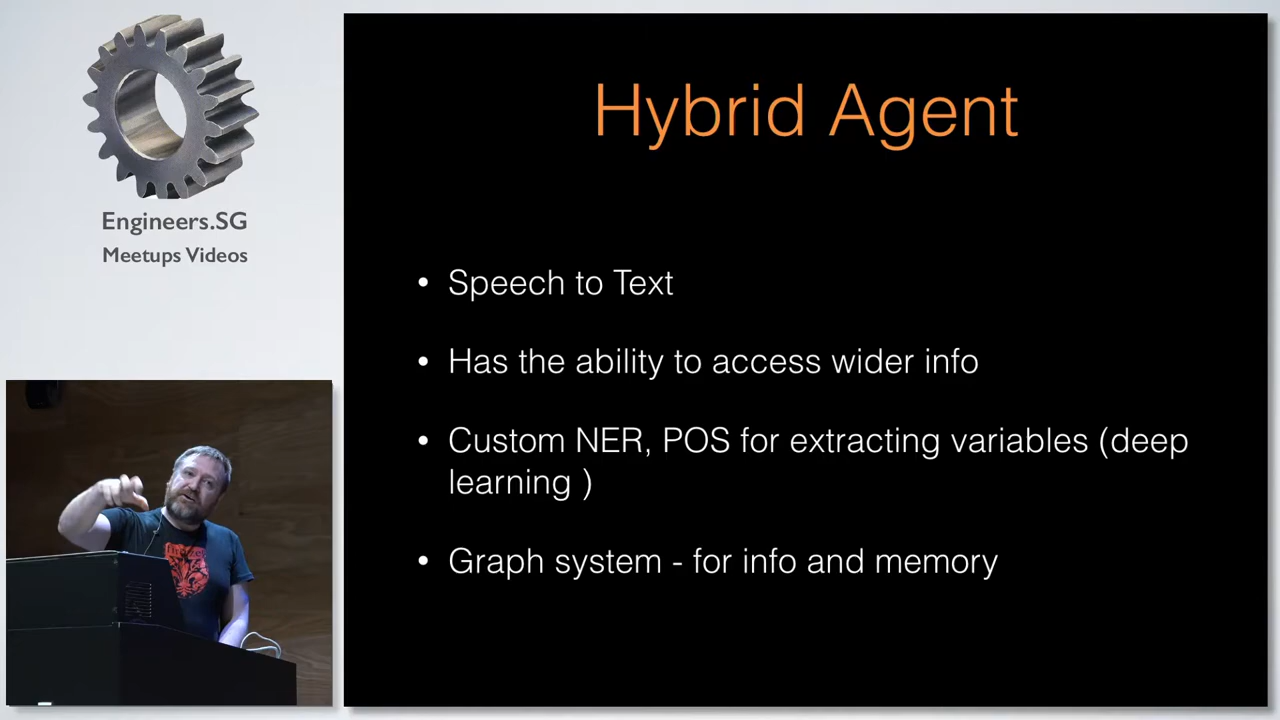 Engineers.SG
Meetups Videos
Hybrid Agent
• Speech to Text
• Has the ability to access wider info
• Custom NER, POS for extracting variables (deep
learning )
• Graph system - for info and memory